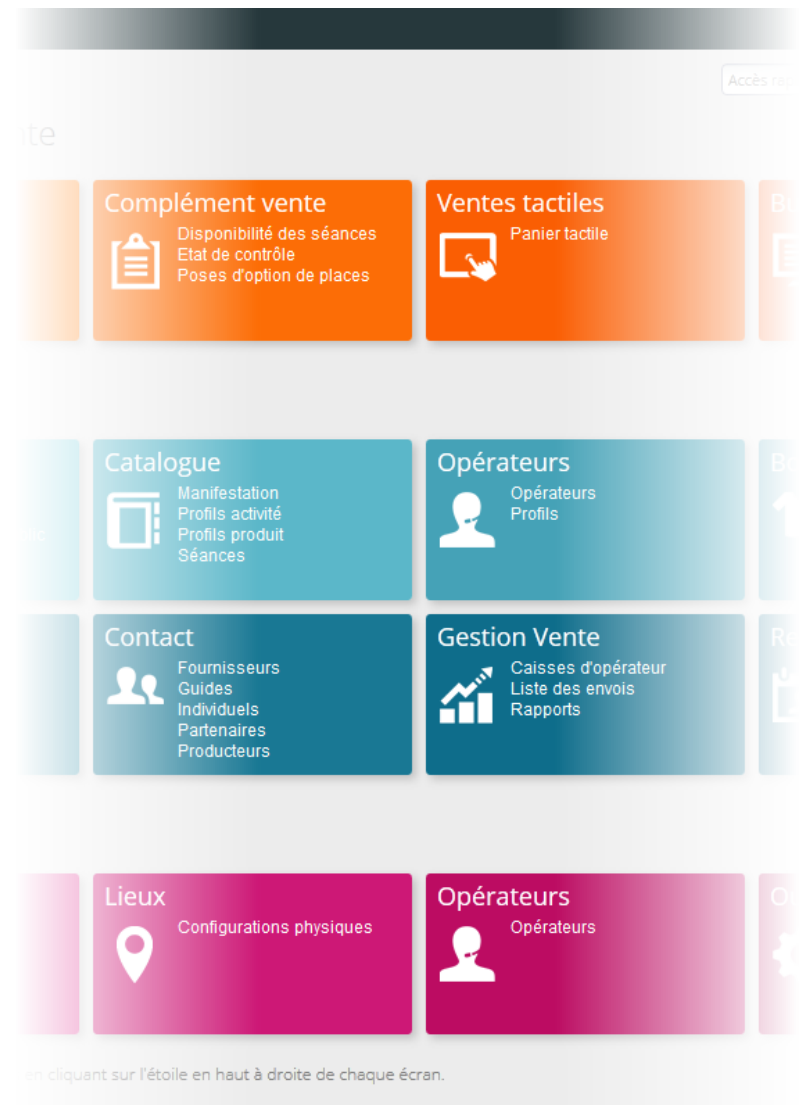 Accès
Complément vente
Disponibilité des séances
Etat de contrôle
Poses d'option de places
Ventes tactiles
Panier tactile
Catalogue
Manifestation
Profils activité
Profils produit
Séances
Opérateurs
Opérateurs
Profils
Contact
Fournisseurs
Guides
Individuels
Partenaires
Producteurs
Gestion Vente
Caisses d'opérateur
Liste des envois
Rapports
Lieux
Configurations physiques
Opérateurs
Opérateurs
en cliquant sur l'étoile en haut à droite de chaque écran.